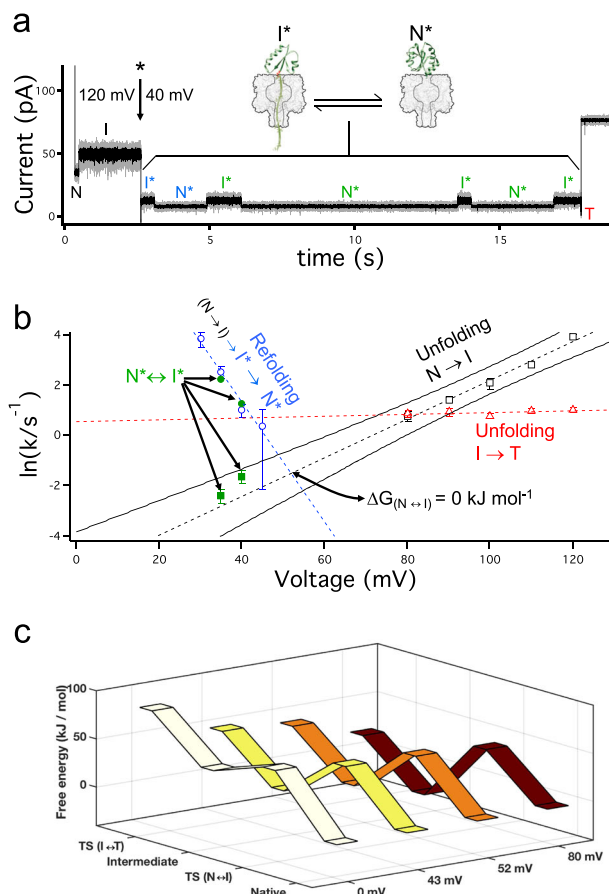 a
I* N*
*
120 mV 40 mV
I
N
I* N* I* N* I* N* I*
T
100
50
0
Current (pA)
0 5 10 15
time (s)
b
(N→I)→I*→N*
Refolding
Unfolding
N→I
N*↔I*
Unfolding
I→T
ΔG(N↔I) = 0 kJ mol-1
4
2
0
-2
-4
ln(k/s-1)
0 20 40 60 80 100 120
Voltage (mV)
c
100
50
0
Free energy (kJ / mol)
TS (I↔T)
Intermediate
TS (N↔I)
Native
0 mV
43 mV
52 mV
80 mV